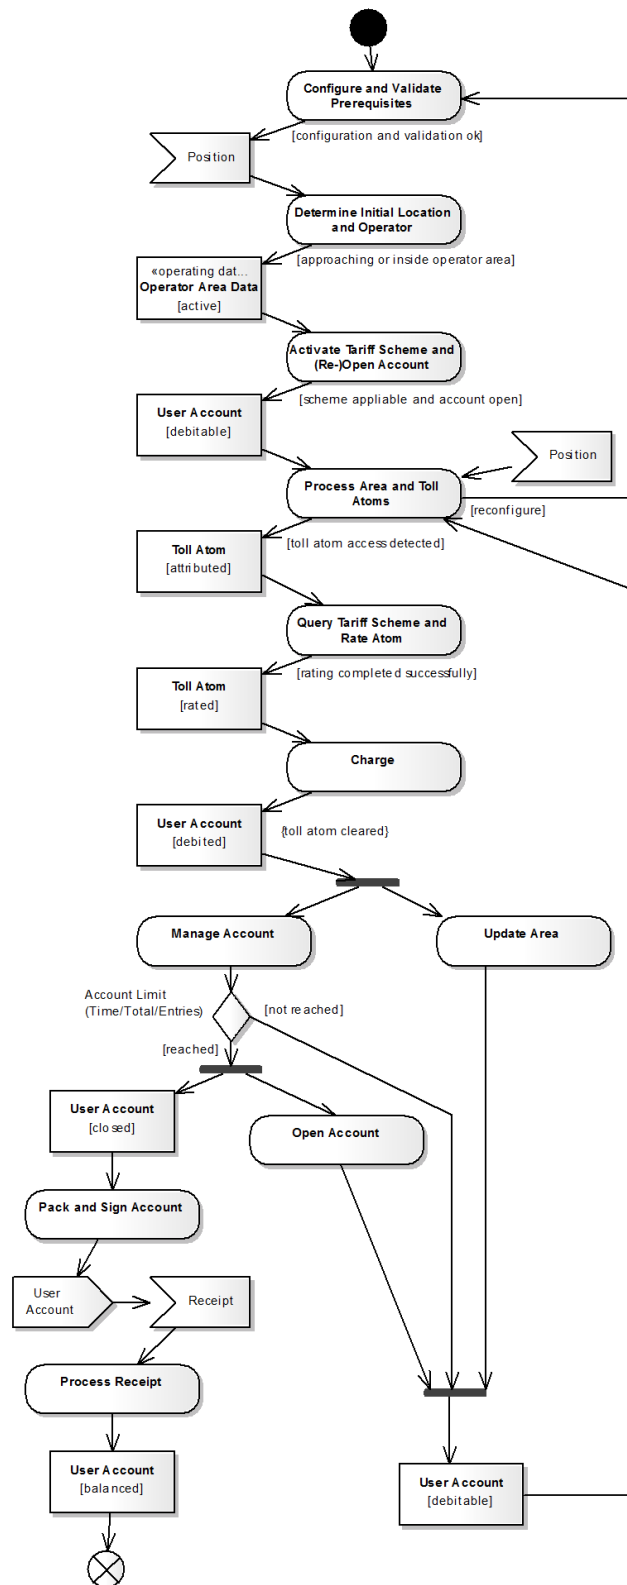 Configure and Validate
Prerequisites
[configuration and validation ok]
Position
Determine Initial Location
and Operator
[approaching or inside operator area]
«operating dat...
Operator Area Data
[active]
Activate Tariff Scheme and
(Re-)Open Account
[scheme appliable and account open]
User Account
[debitable]
Position
Process Area and Toll
Atoms
[reconfigure]
[toll atom access detected]
Toll Atom
[attributed]
Query Tariff Scheme and
Rate Atom
[rating completed successfully]
Toll Atom
[rated]
Charge
User Account
[debited]
{toll atom cleared}
Manage Account
Update Area
Account Limit
(Time/Total/Entries)
[not reached]
[reached]
User Account
[closed]
Open Account
Pack and Sign Account
User
Account
Receipt
Process Receipt
User Account
[balanced]
User Account
[debitable]